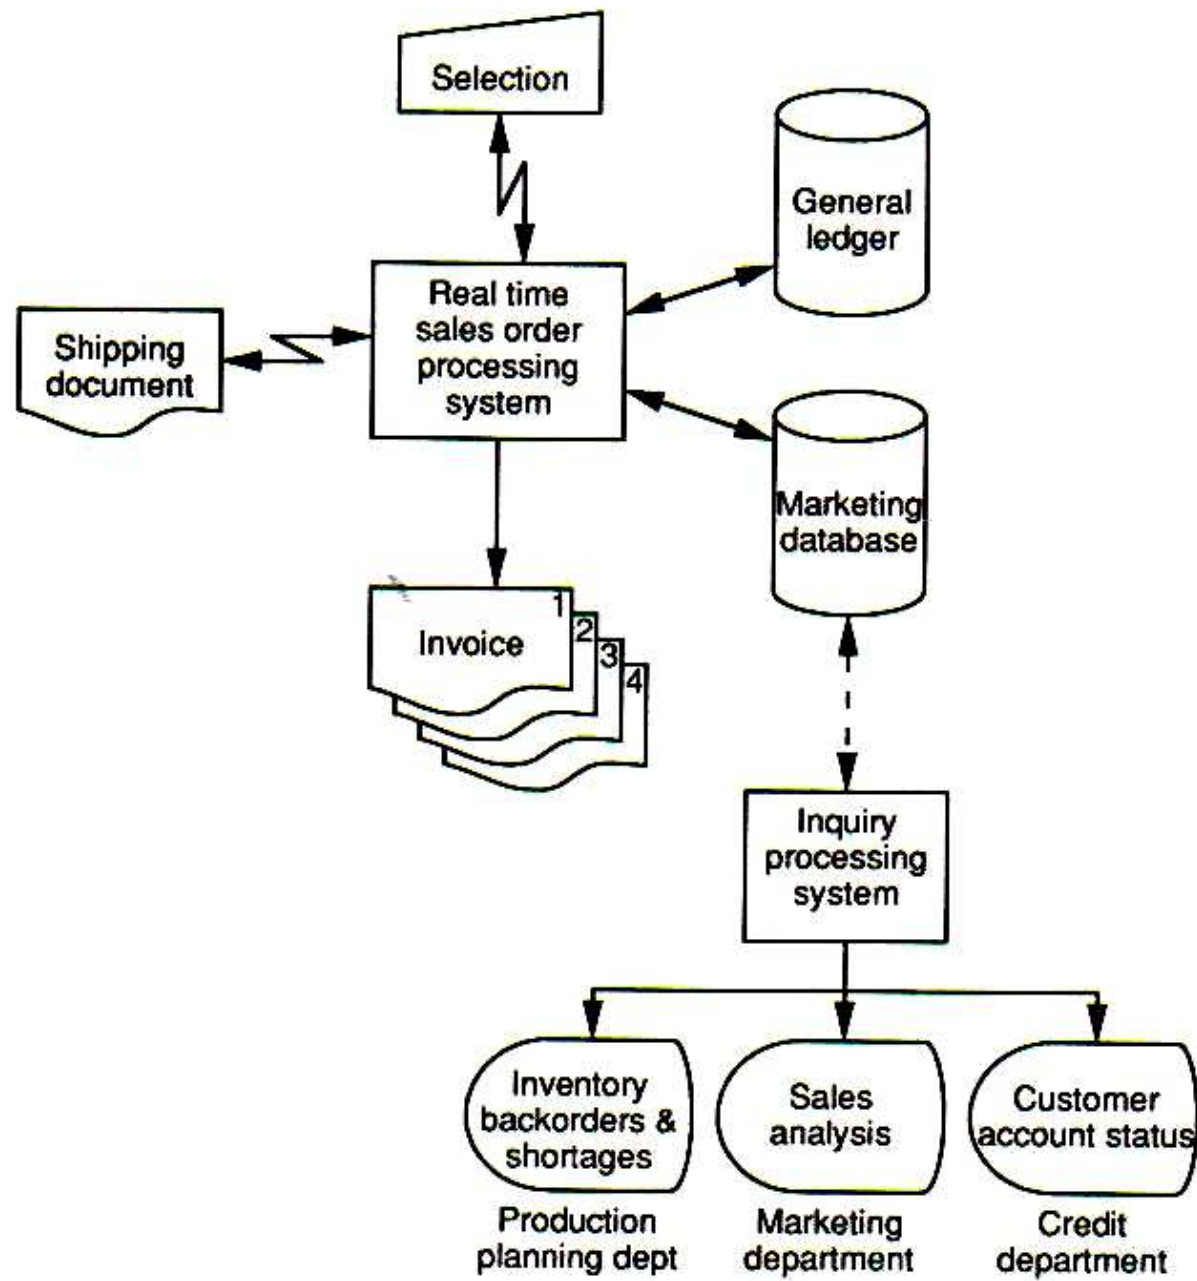 Selection
General
ledger
Real time
sales order
processing
system
Shipping
document
Marketing
database
Invoice
1
2
3
4
Inquiry
processing
system
Inventory
backorders &
shortages
Sales
analysis
Customer
account status
Production
planning dept
Marketing
department
Credit
department